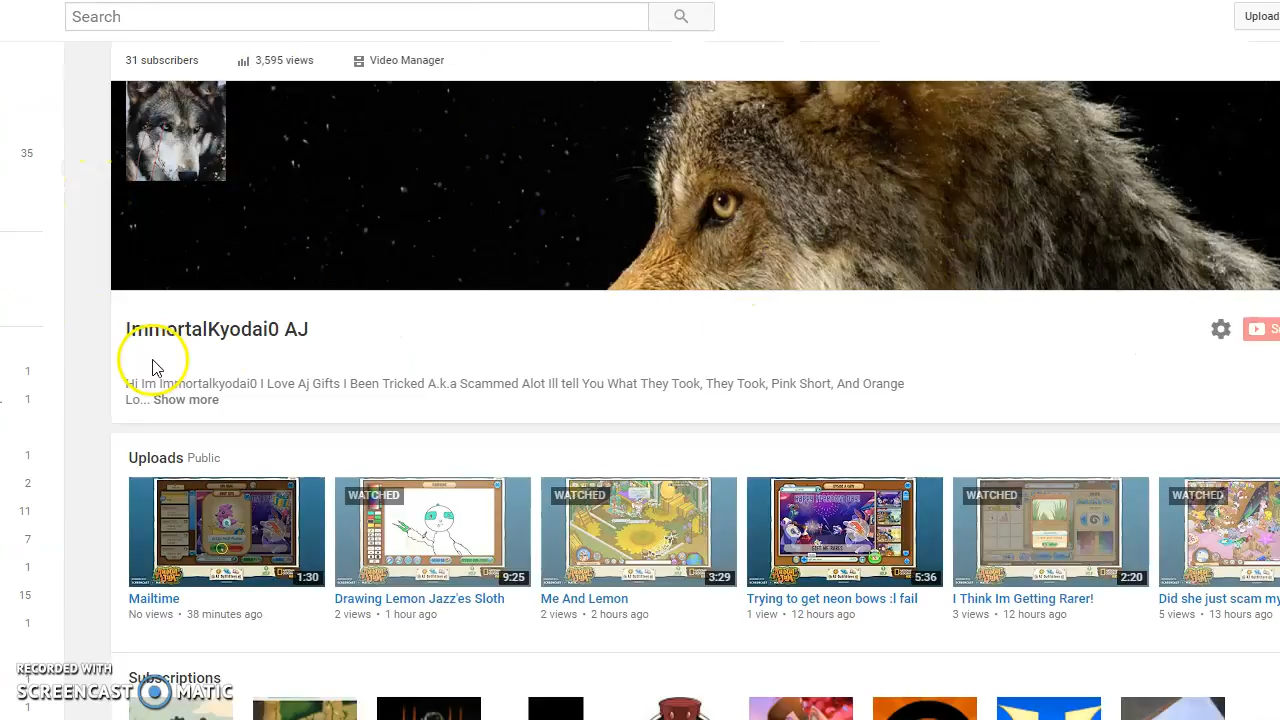 Search
Upload
31 subscribers 3,595 views Video Manager
35
ImmortalKyodai0 AJ
Hi Im Immortalkyodai0 I Love Aj Gifts I Been Tricked A.k.a Scammed Alot Ill tell You What They Took, They Took, Pink Short, And Orange
Lo... Show more
1
1
1
2
11
7
1
15
1
1
1
Uploads Public
WATCHED WATCHED WATCHED WATCHED
1:30 9:25 3:29 5:36 2:20
Mailtime Drawing Lemon Jazz'es Sloth Me And Lemon Trying to get neon bows :l fail I Think Im Getting Rarer! Did she just scam my
No views • 38 minutes ago 2 views • 1 hour ago 2 views • 2 hours ago 1 view • 12 hours ago 3 views • 12 hours ago 5 views • 13 hours ago
Subscriptions
RECORDED WITH
SCREENCAST MATIC